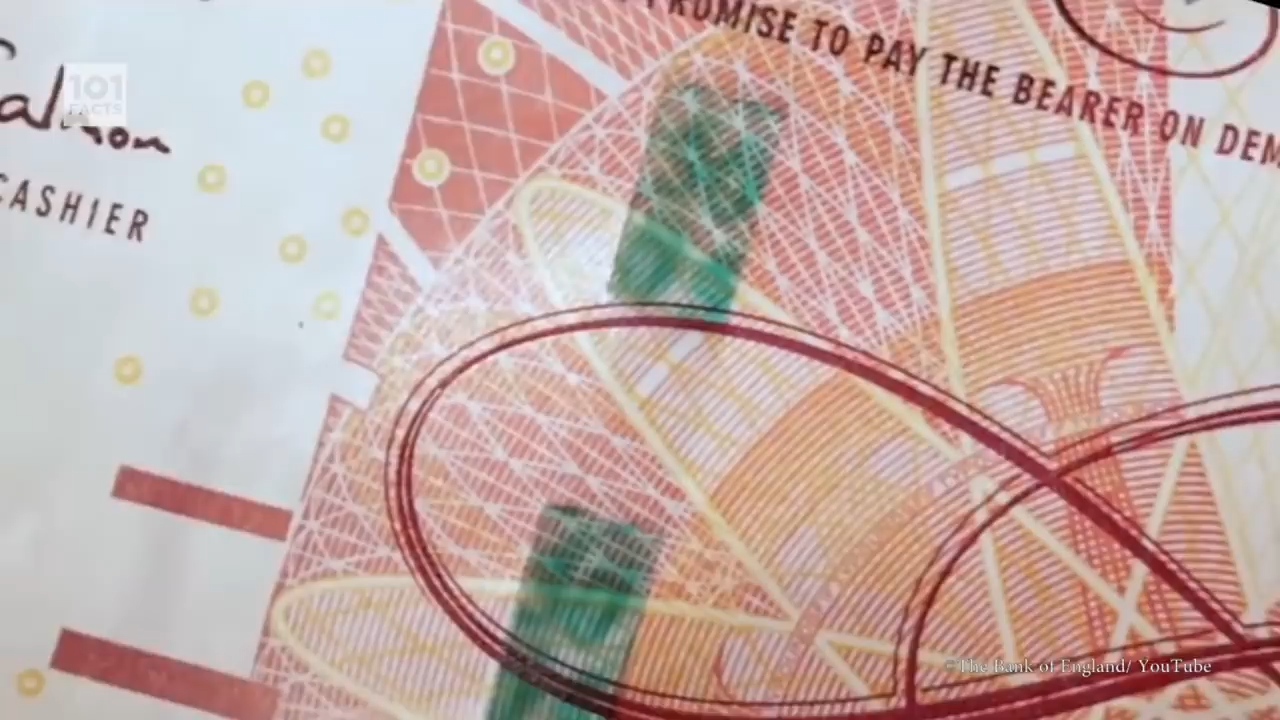 PROMISE TO PAY THE BEARER ON DEM
101
FACTS
CASHIER
©The Bank of England/ YouTube